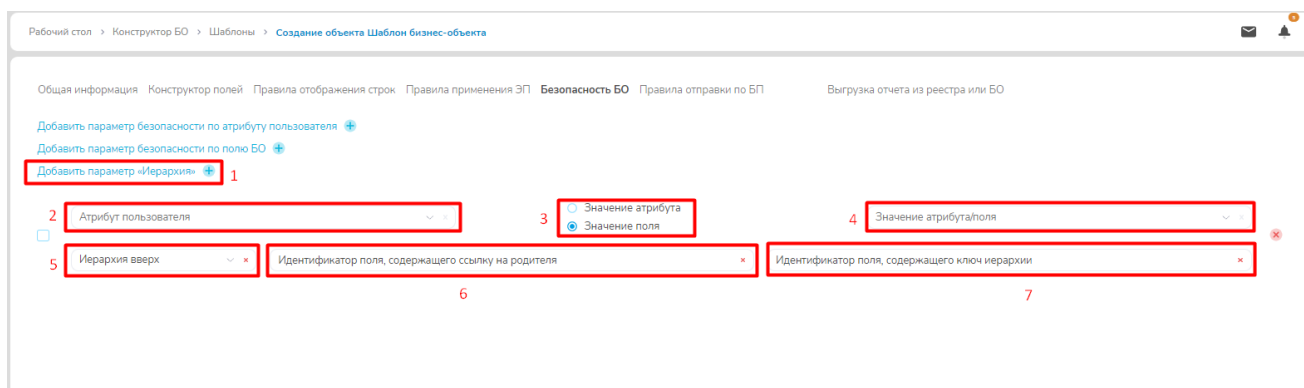 Рабочий стол > Конструктор БО > Шаблоны > Создание объекта Шаблон бизнес-объекта
Общая информация Конструктор полей Правила отображения строк Правила применения ЭП Безопасность БО Правила отправки по БП Выгрузка отчета из реестра или БО
Добавить параметр безопасности по атрибуту пользователя +
Добавить параметр безопасности по полю БО +
Добавить параметр «Иерархия» + 1
Значение атрибута
2 Атрибут пользователя 3 4 Значение атрибута/поля
Значение поля
5 Иерархия вверх Идентификатор поля, содержащего ссылку на родителя Идентификатор поля, содержащего ключ иерархии
6 7